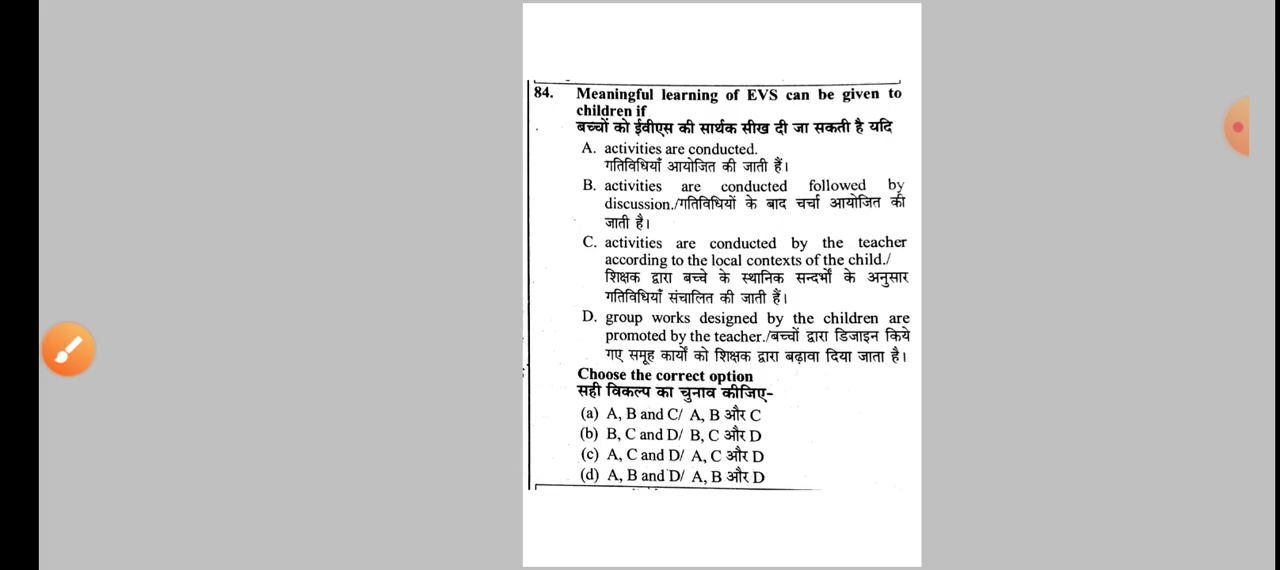 84. Meaningful learning of EVS can be given to
children if
बच्चों को ईवीएस की सार्थक सीख दी जा सकती है यदि
A. activities are conducted.
गतिविधियाँ आयोजित की जाती हैं।
B. activities are conducted followed by
discussion./गतिविधियों के बाद चर्चा आयोजित की
जाती है।
C. activities are conducted by the teacher
according to the local contexts of the child./
शिक्षक द्वारा बच्चे के स्थानिक सन्दर्भों के अनुसार
गतिविधियाँ संचालित की जाती हैं।
D. group works designed by the children are
promoted by the teacher./बच्चों द्वारा डिजाइन किये
गए समूह कार्यों को शिक्षक द्वारा बढ़ावा दिया जाता है।
Choose the correct option
सही विकल्प का चुनाव कीजिए-
(a) A, B and C/ A, B और C
(b) B, C and D/ B, C और D
(c) A, C and D/ A, C और D
(d) A, B and D/ A, B और D